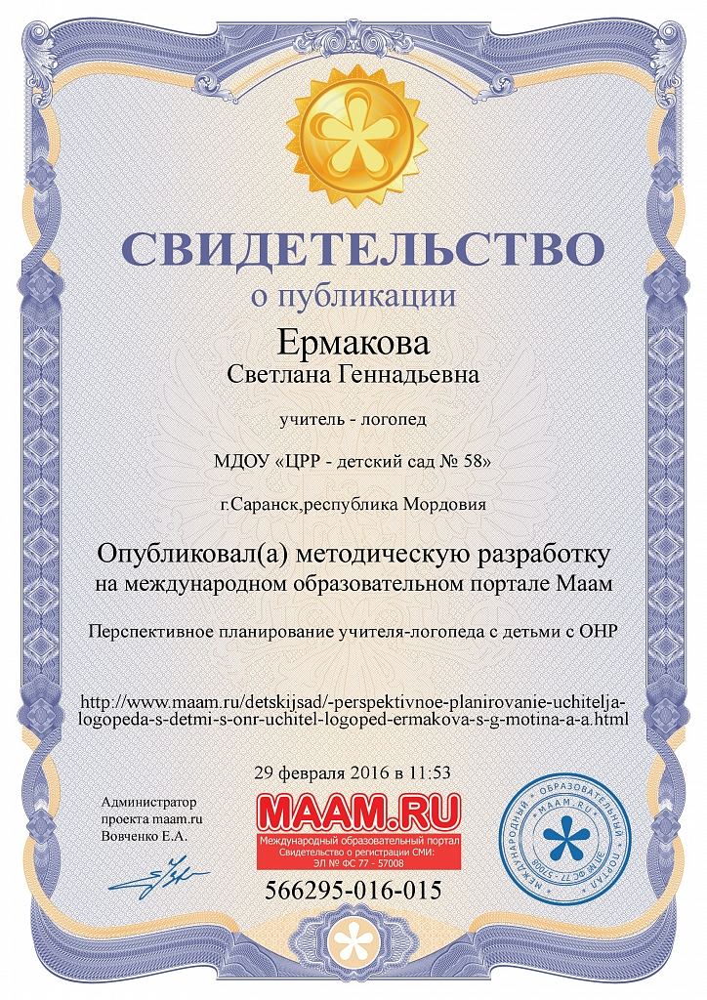 СВИДЕТЕЛЬСТВО
о публикации
Ермакова
Светлана Геннадьевна
учитель - логопед
МДОУ «ЦРР - детский сад № 58»
г.Саранск,республика Мордовия
Опубликовал(а) методическую разработку
на международном образовательном портале Маам
Перспективное планирование учителя-логопеда с детьми с ОНР
http://www.maam.ru/detskijsad/-perspektivnoe-planirovanie-uchitelja-
logopeda-s-detmi-s-onr-uchitel-logoped-ermakova-s-g-motina-a-a.html
29 февраля 2016 в 11:53
Администратор
проекта maam.ru
Вовченко Е.А.
MAAM.RU
Международный образовательный портал
Свидетельство о регистрации СМИ:
ЭЛ № ФС 77 - 57008
566295-016-015
* МЕЖДУНАРОДНЫЙ * ОБРАЗОВАТЕЛЬНЫЙ * ПОРТАЛ *
* MAAM.RU *
ЭЛ № ФС 77 - 57008